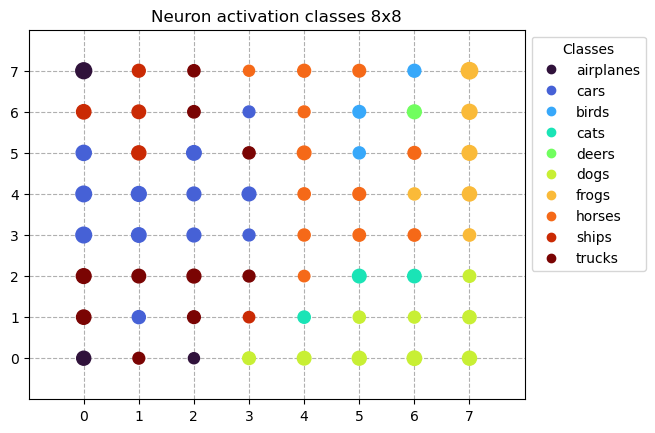 Neuron activation classes 8x8
7
6
5
4
3
2
1
0
0 1 2 3 4 5 6 7
Classes
airplanes
cars
birds
cats
deers
dogs
frogs
horses
ships
trucks